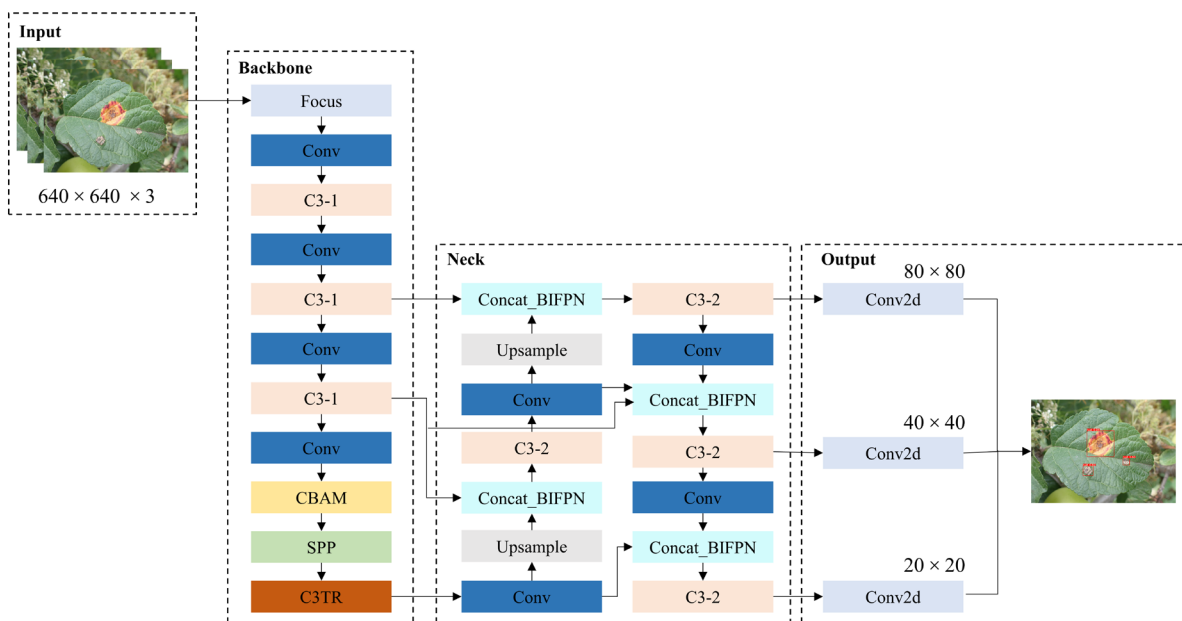 Input
640 × 640 × 3
Backbone
Focus
Conv
C3-1
Conv
C3-1
Conv
C3-1
Conv
CBAM
SPP
C3TR
Neck
Concat_BIFPN
Upsample
Conv
C3-2
Concat_BIFPN
Upsample
Conv
C3-2
Conv
Concat_BIFPN
C3-2
Conv
Concat_BIFPN
C3-2
Output
80 × 80
Conv2d
40 × 40
Conv2d
20 × 20
Conv2d